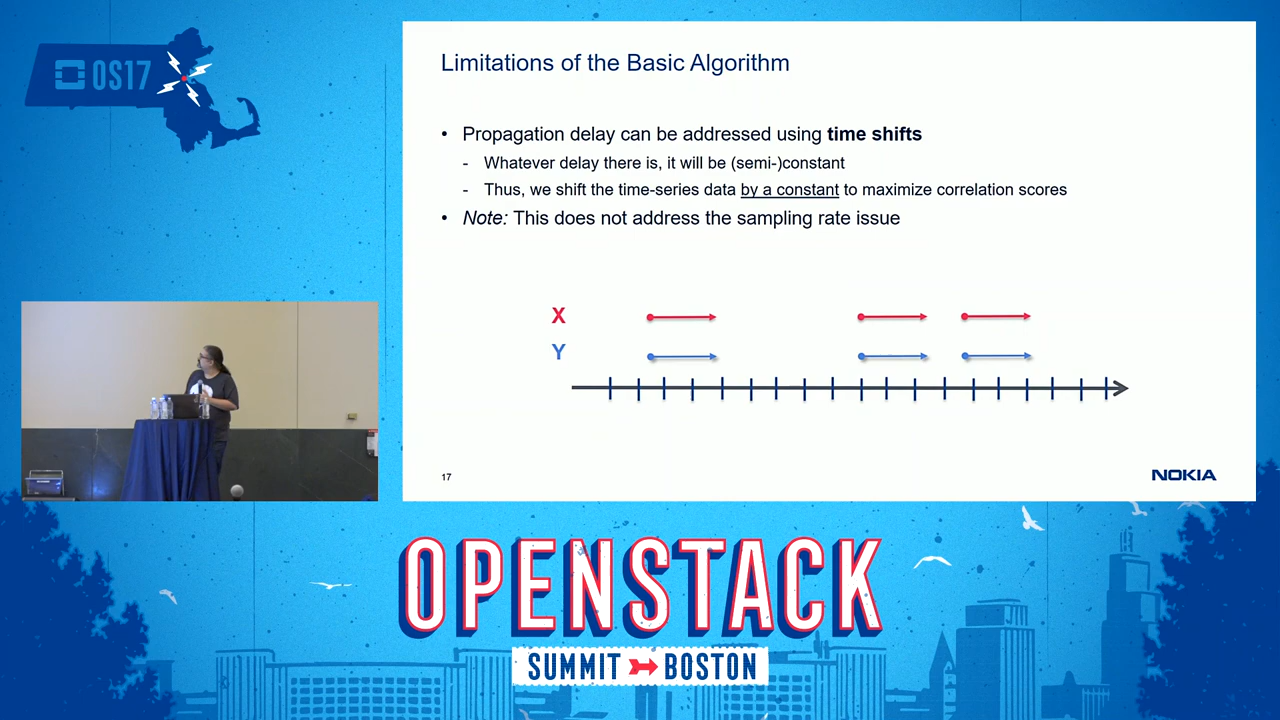 OS17
Limitations of the Basic Algorithm
• Propagation delay can be addressed using time shifts
- Whatever delay there is, it will be (semi-)constant
- Thus, we shift the time-series data by a constant to maximize correlation scores
• Note: This does not address the sampling rate issue
X
Y
17
NOKIA
OPENSTACK
SUMMIT BOSTON